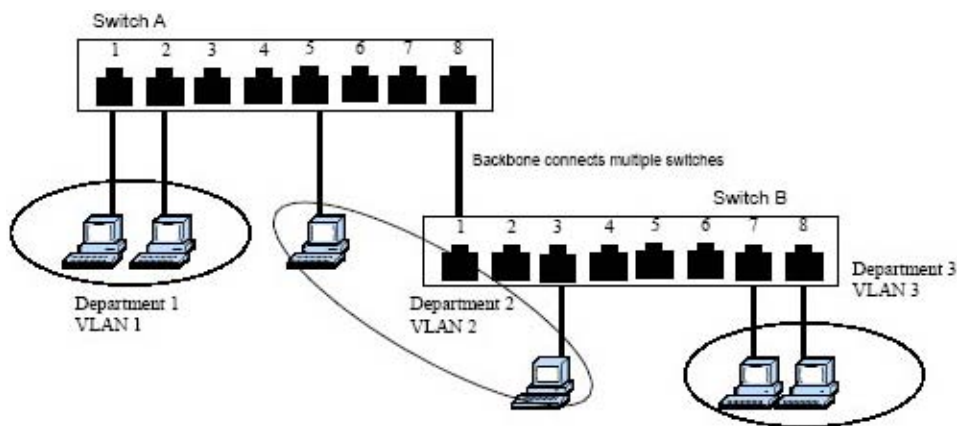 Switch A
1 2 3 4 5 6 7 8
Backbone connects multiple switches
Switch B
1 2 3 4 5 6 7 8
Department 1
VLAN 1
Department 2
VLAN 2
Department 3
VLAN 3